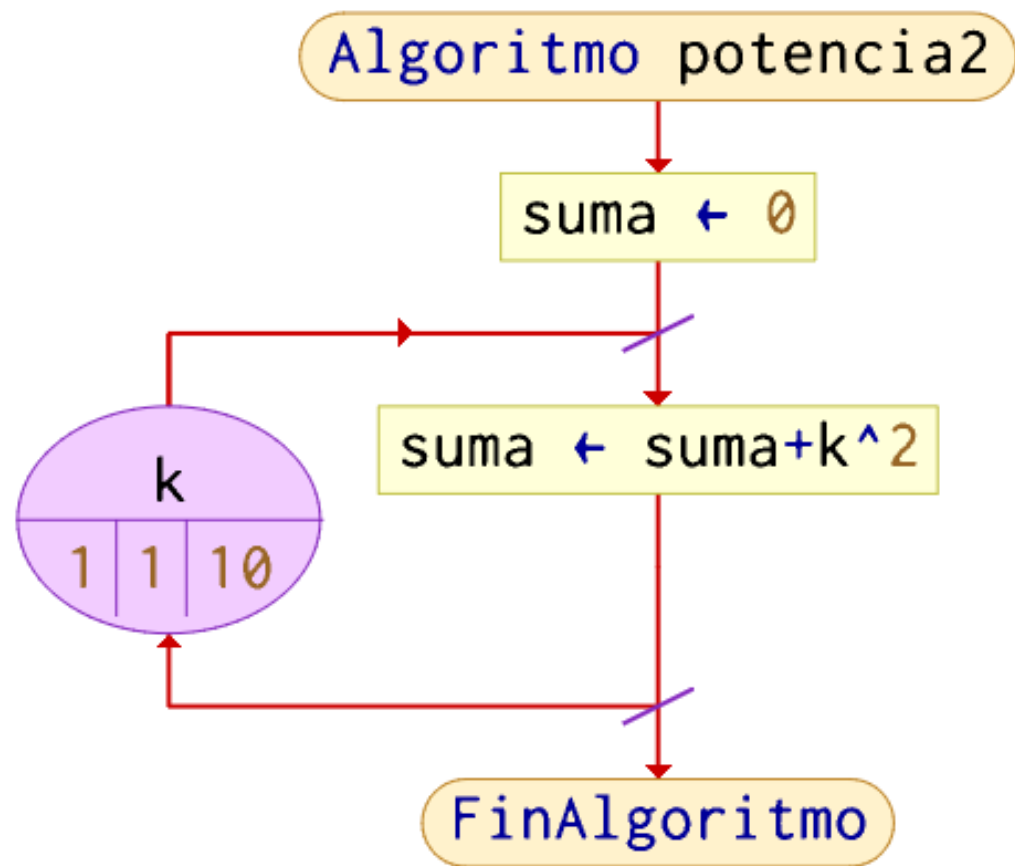 Algoritmo potencia2
suma ← 0
suma ← suma+k^2
k
1 1 10
FinAlgoritmo